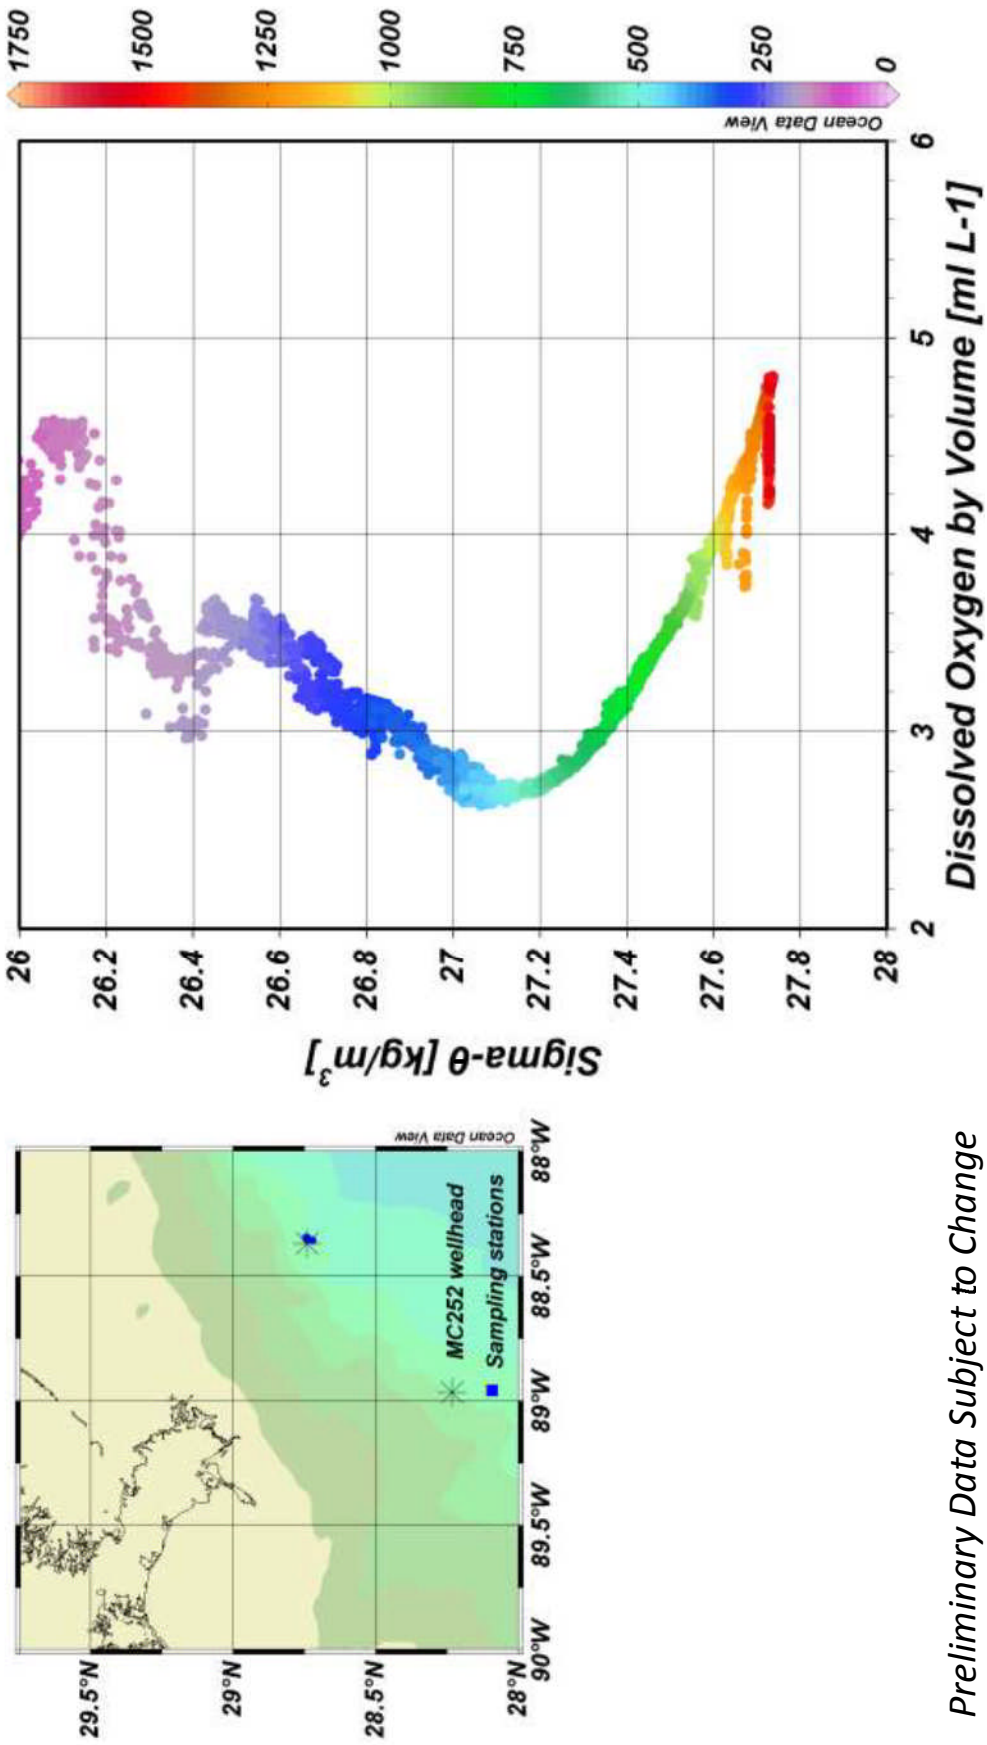 29.5°N
29°N
28.5°N
28°N
90°W
89.5°W
89°W
88.5°W
88°W
MC252 wellhead
Sampling stations
Ocean Data View
Sigma-θ [kg/m³]
26
26.2
26.4
26.6
26.8
27
27.2
27.4
27.6
27.8
28
2
3
4
5
6
Dissolved Oxygen by Volume [ml L-1]
Ocean Data View
1750
1500
1250
1000
750
500
250
0
Preliminary Data Subject to Change